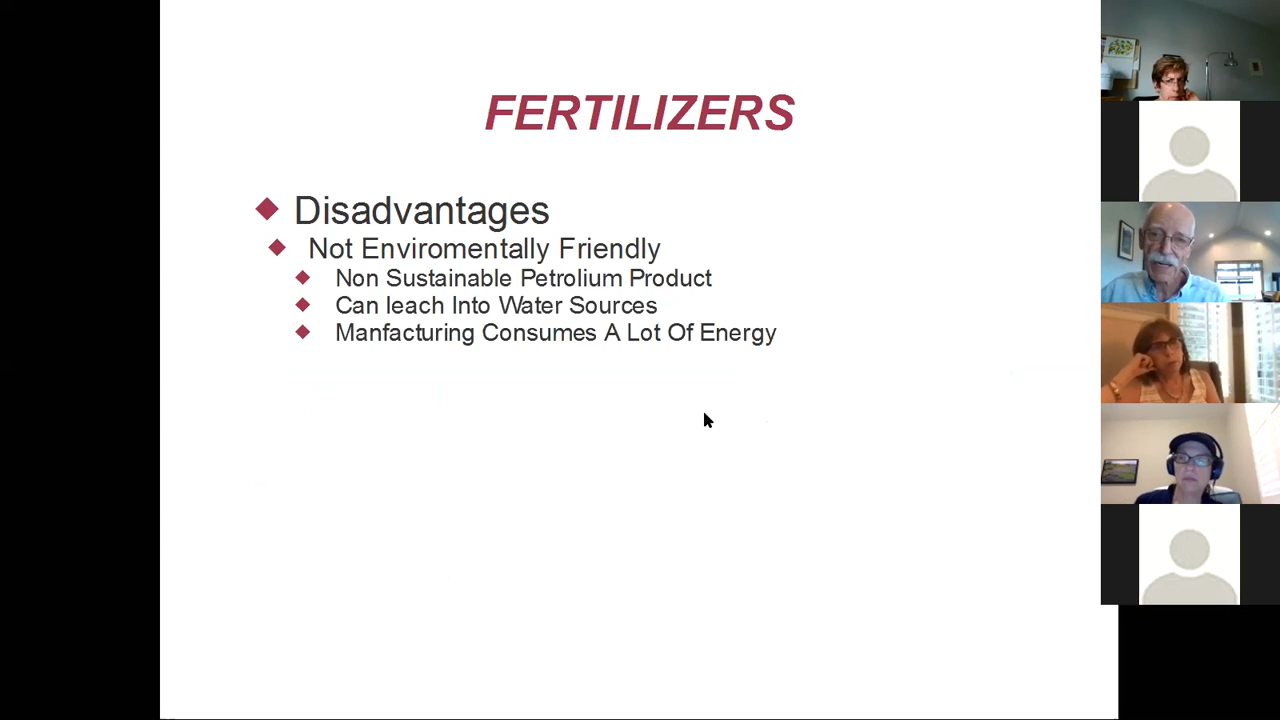 FERTILIZERS
Disadvantages
Not Enviromentally Friendly
Non Sustainable Petrolium Product
Can leach Into Water Sources
Manfacturing Consumes A Lot Of Energy